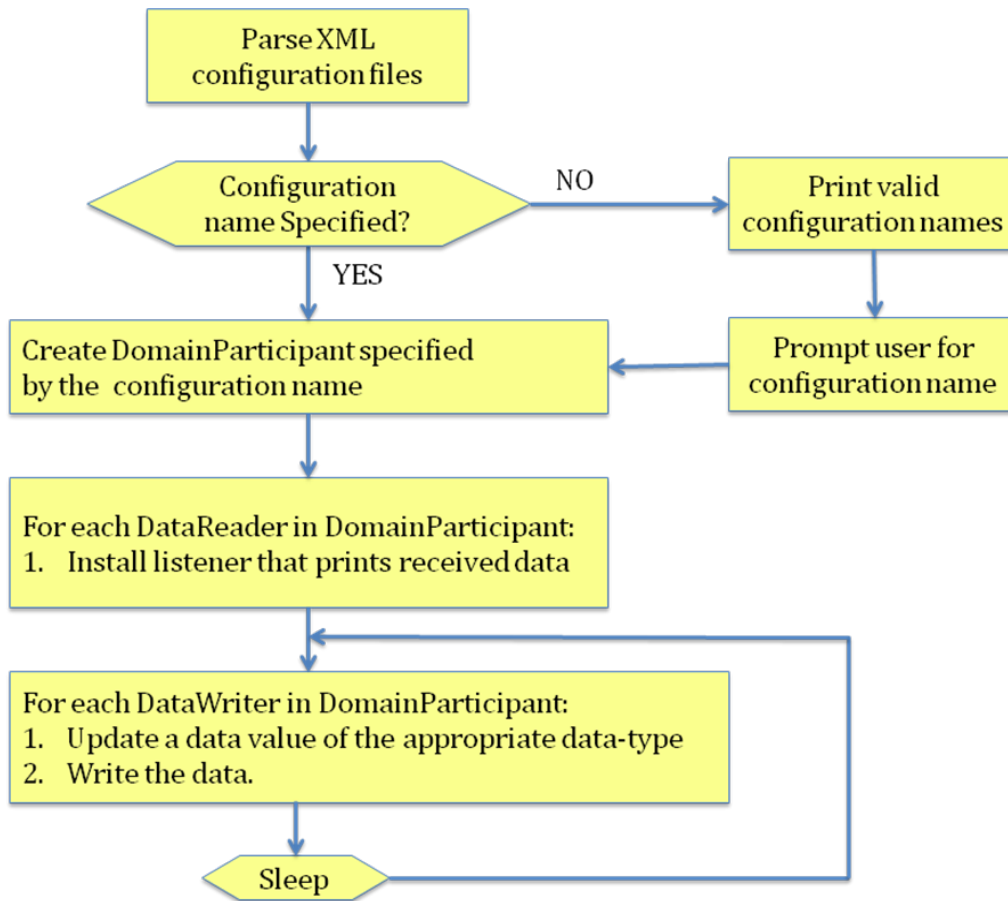 Parse XML
configuration files
Configuration
name Specified?
NO
Print valid
configuration names
YES
Create DomainParticipant specified
by the configuration name
Prompt user for
configuration name
For each DataReader in DomainParticipant:
1. Install listener that prints received data
For each DataWriter in DomainParticipant:
1. Update a data value of the appropriate data-type
2. Write the data.
Sleep